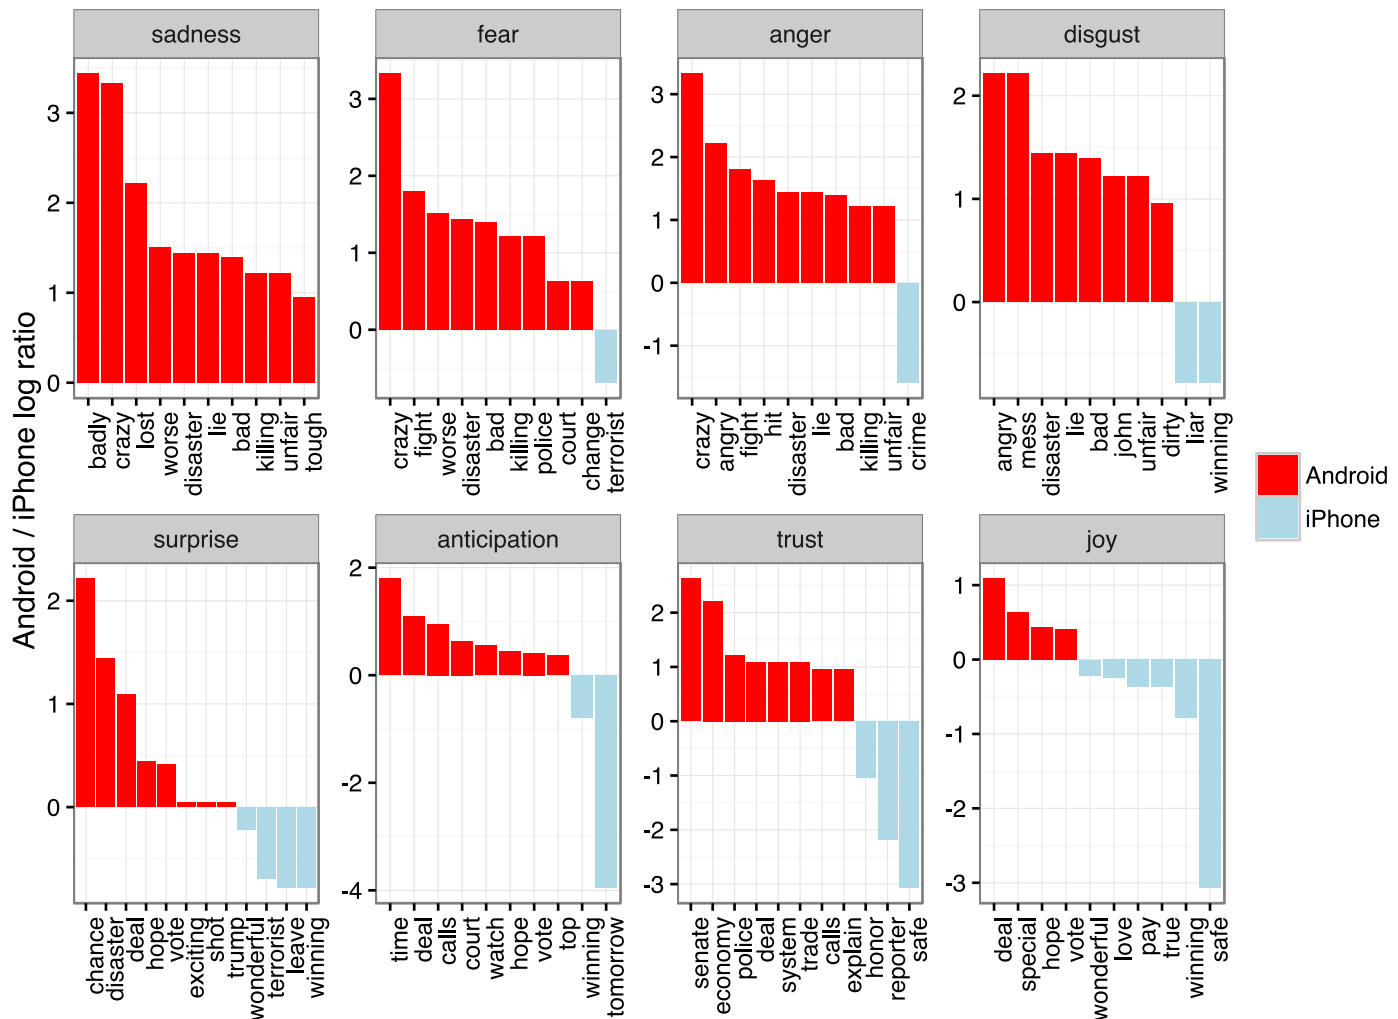 sadness
fear
anger
disgust
3
2
1
0
3
2
1
0
3
2
1
0
-1
2
1
0
badly
crazy
lost
worse
disaster
lie
bad
killing
unfair
tough
crazy
fight
worse
disaster
bad
killing
police
court
change
terrorist
crazy
angry
fight
hit
disaster
lie
bad
killing
unfair
crime
angry
mess
disaster
lie
bad
john
unfair
dirty
liar
winning
Android / iPhone log ratio
Android
iPhone
surprise
anticipation
trust
joy
2
1
0
2
0
-2
-4
2
1
0
-1
-2
-3
1
0
-1
-2
-3
chance
disaster
deal
hope
vote
exciting
shot
trump
wonderful
terrorist
leave
winning
time
deal
calls
court
watch
hope
vote
top
winning
tomorrow
senate
economy
police
deal
system
trade
calls
explain
honor
reporter
safe
deal
special
hope
vote
wonderful
love
pay
true
winning
safe